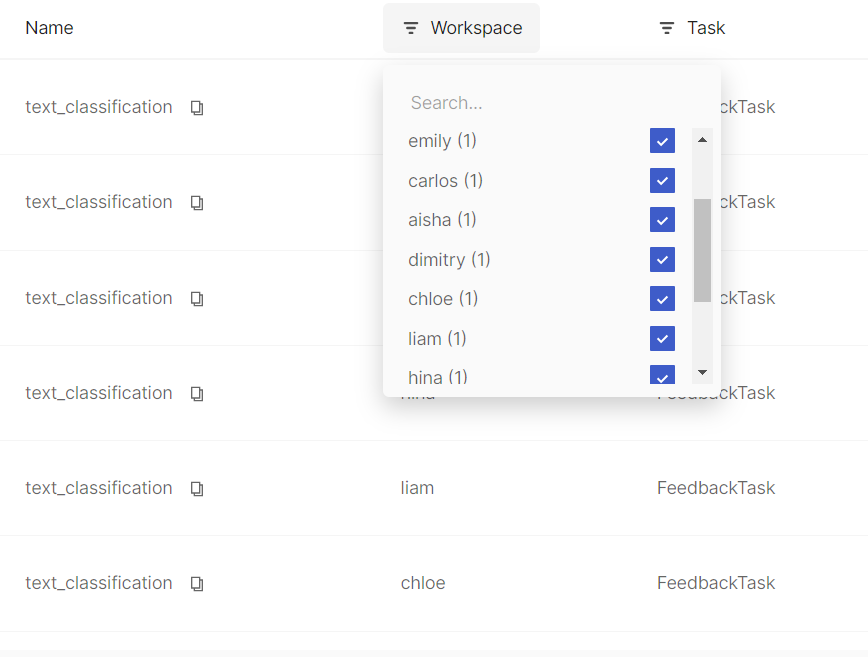 Name Workspace Task
Search...
text_classification ckTask
emily (1)
carlos (1)
text_classification ckTask
aisha (1)
dimitry (1)
text_classification ckTask
chloe (1)
liam (1)
hina (1)
text_classification hina FeedbackTask
text_classification liam FeedbackTask
text_classification chloe FeedbackTask